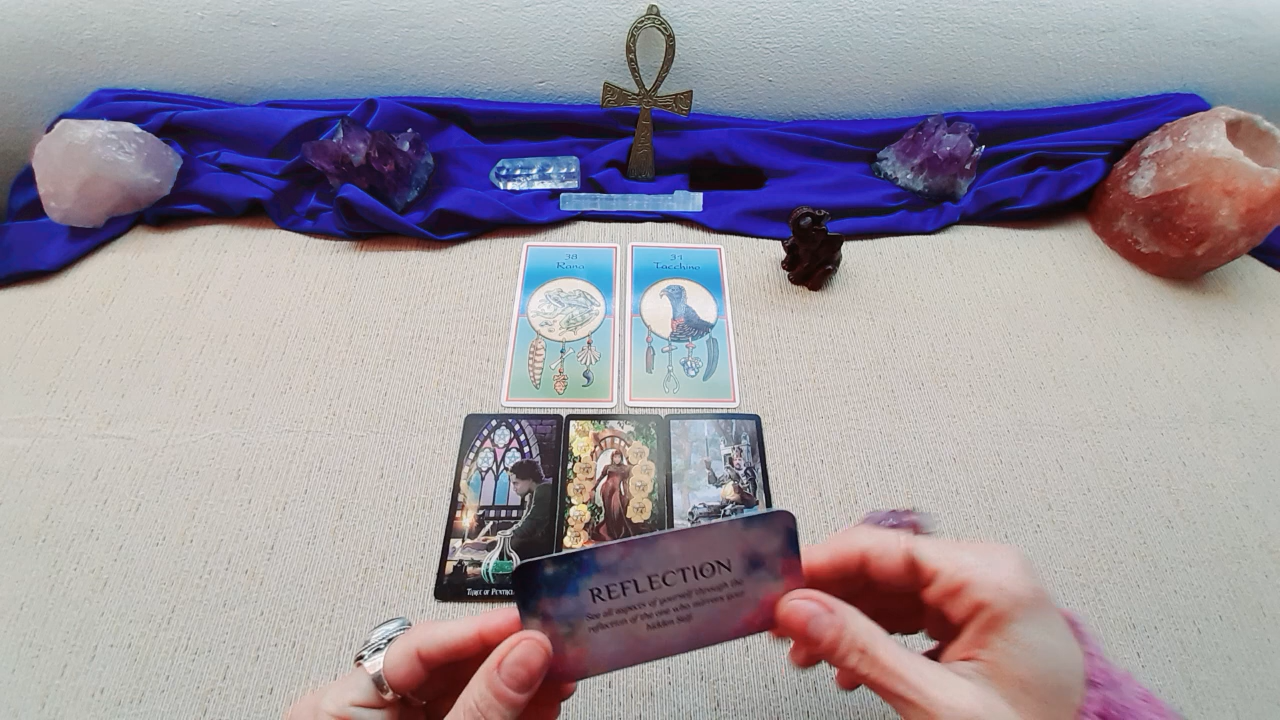 38
Rana
31
Tacchino
THREE OF PENTACL
REFLECTION
See all aspects of yourself through the
reflection of the one who mirrors your
hidden Self